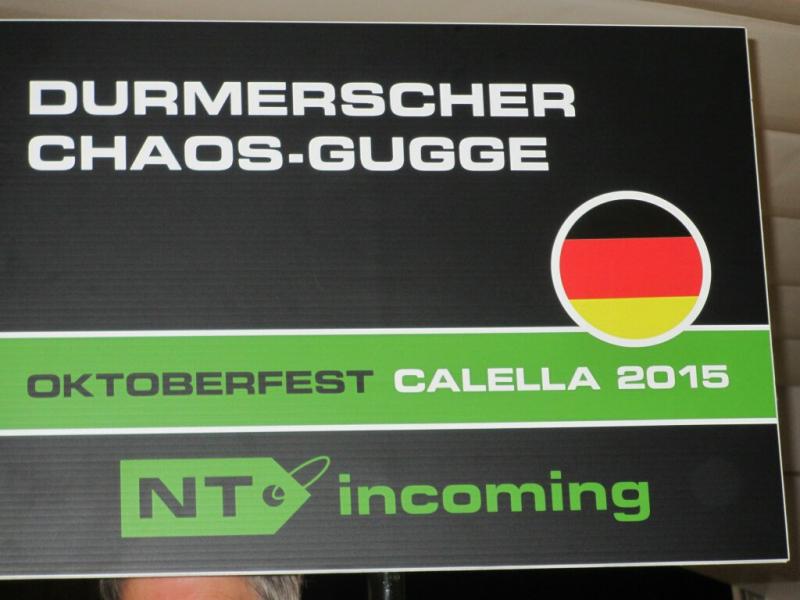 DURMERSCHER
CHAOS-GUGGE
OKTOBERFEST CALELLA 2015
NT incoming